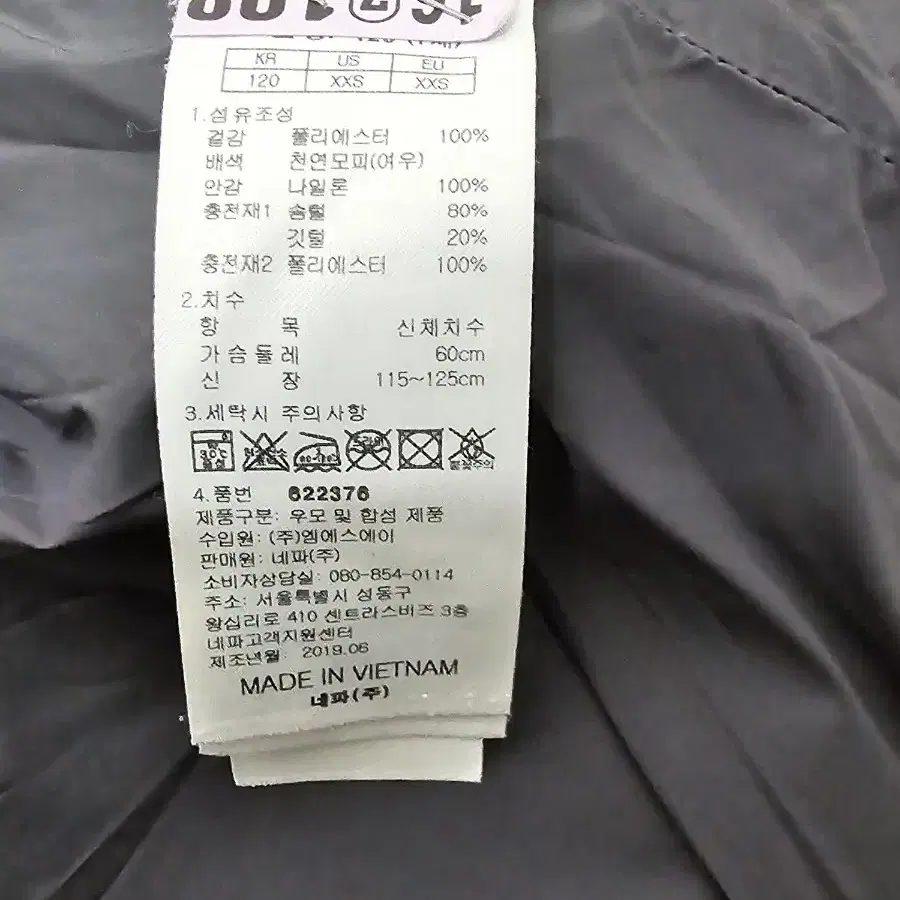 KR US EU
120 XXS XXS
1.섬유조성
겉감 폴리에스터 100%
배색 천연모피(여우)
안감 나일론 100%
충전재1 솜털 80%
깃털 20%
충전재2 폴리에스터 100%
2.치수
항 목 신체치수
가슴둘레 60cm
신 장 115~125cm
3.세탁시 주의사항
4.품번 622376
제품구분: 우모 및 합성 제품
수입원: (주)엠에스에이
판매원: 네파(주)
소비자상담실: 080-854-0114
주소: 서울특별시 성동구
왕십리로 410 센트라스비즈 3층
네파고객지원센터
제조년월 2019.06
MADE IN VIETNAM
네파(주)